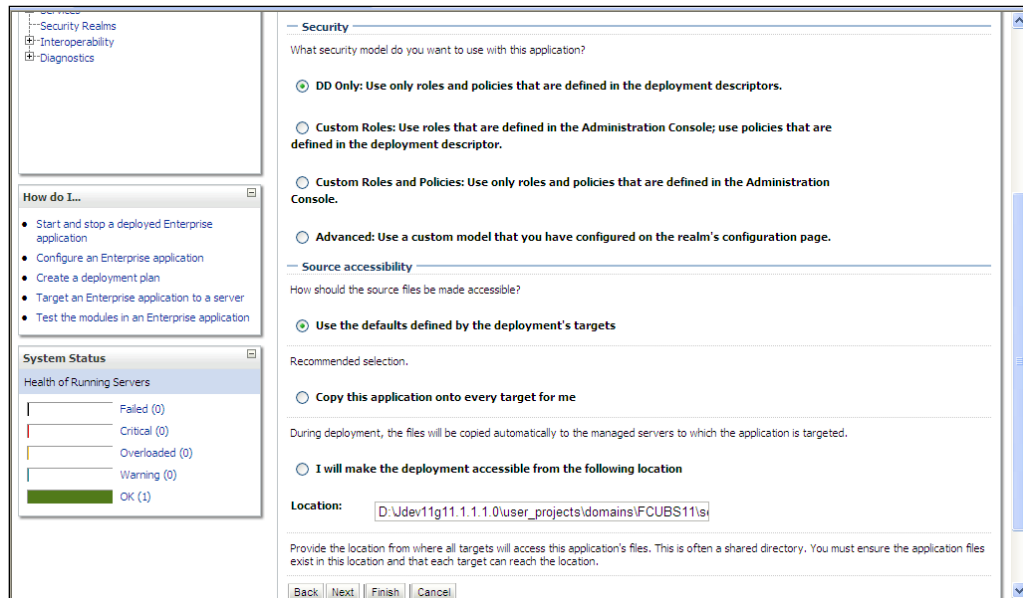 Services
Security Realms
Interoperability
Diagnostics
How do I...
Start and stop a deployed Enterprise
application
Configure an Enterprise application
Create a deployment plan
Target an Enterprise application to a server
Test the modules in an Enterprise application
System Status
Health of Running Servers
Failed (0)
Critical (0)
Overloaded (0)
Warning (0)
OK (1)
Security
What security model do you want to use with this application?
DD Only: Use only roles and policies that are defined in the deployment descriptors.
Custom Roles: Use roles that are defined in the Administration Console; use policies that are
defined in the deployment descriptor.
Custom Roles and Policies: Use only roles and policies that are defined in the Administration
Console.
Advanced: Use a custom model that you have configured on the realm's configuration page.
Source accessibility
How should the source files be made accessible?
Use the defaults defined by the deployment's targets
Recommended selection.
Copy this application onto every target for me
During deployment, the files will be copied automatically to the managed servers to which the application is targeted.
I will make the deployment accessible from the following location
Location: D:\Jdev11g11.1.1.1.0\user_projects\domains\FCUBS11\s
Provide the location from where all targets will access this application's files. This is often a shared directory. You must ensure the application files
exist in this location and that each target can reach the location.
Back Next Finish Cancel